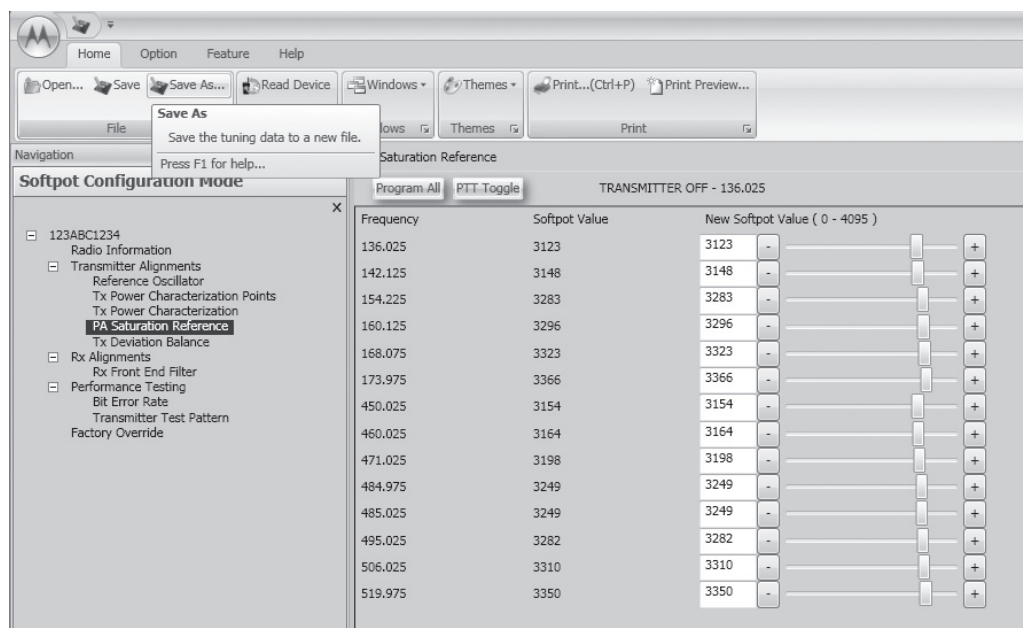 Home Option Feature Help
Open... Save Save As... Read Device Windows Themes Print...(Ctrl+P) Print Preview...
File Themes Print
Save As
Save the tuning data to a new file.
Press F1 for help...
Navigation
Saturation Reference
Softpot Configuration Mode
Program All PTT Toggle TRANSMITTER OFF - 136.025
X
123ABC1234
Radio Information
Transmitter Alignments
Reference Oscillator
Tx Power Characterization Points
Tx Power Characterization
PA Saturation Reference
Tx Deviation Balance
Rx Alignments
Rx Front End Filter
Performance Testing
Bit Error Rate
Transmitter Test Pattern
Factory Override
Frequency Softpot Value New Softpot Value ( 0 - 4095 )
136.025 3123 3123 - +
142.125 3148 3148 - +
154.225 3283 3283 - +
160.125 3296 3296 - +
168.075 3323 3323 - +
173.975 3366 3366 - +
450.025 3154 3154 - +
460.025 3164 3164 - +
471.025 3198 3198 - +
484.975 3249 3249 - +
485.025 3249 3249 - +
495.025 3282 3282 - +
506.025 3310 3310 - +
519.975 3350 3350 - +